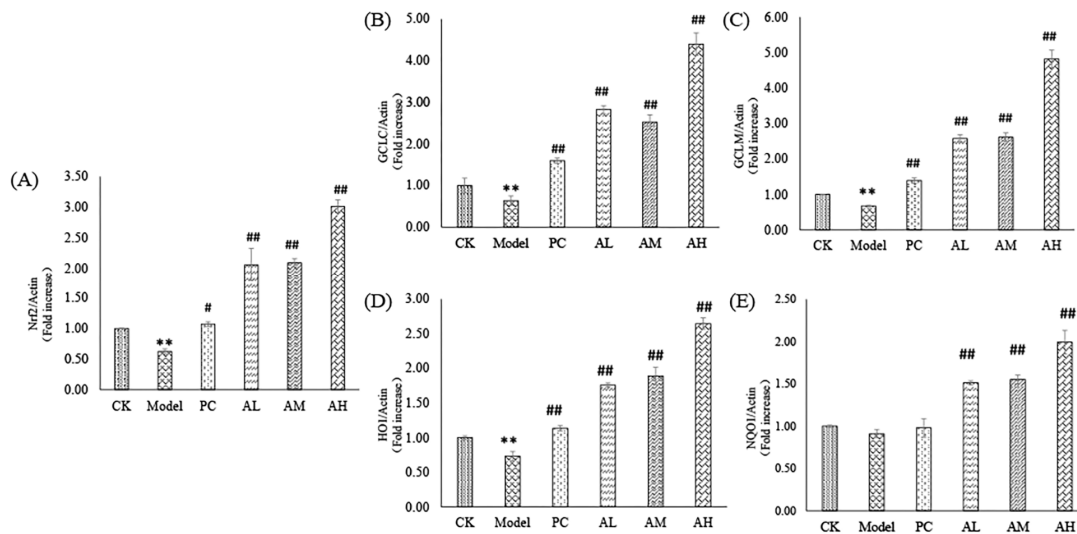 (A)
Nrf2/Actin
(Fold increase)
3.50
3.00
2.50
2.00
1.50
1.00
0.50
0.00
**
#
##
##
##
CK Model PC AL AM AH
(B)
GCLC/Actin
(Fold increase)
5.00
4.00
3.00
2.00
1.00
0.00
**
##
##
##
##
CK Model PC AL AM AH
(C)
GCLM/Actin
(Fold increase)
6.00
5.00
4.00
3.00
2.00
1.00
0.00
**
##
##
##
##
CK Model PC AL AM AH
(D)
HO1/Actin
(Fold increase)
3.00
2.50
2.00
1.50
1.00
0.50
0.00
**
##
##
##
##
CK Model PC AL AM AH
(E)
NQO1/Actin
(Fold increase)
2.50
2.00
1.50
1.00
0.50
0.00
##
##
##
CK Model PC AL AM AH